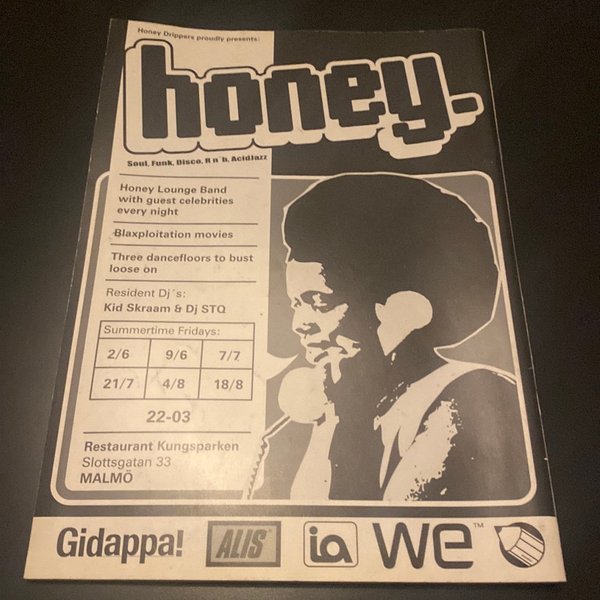 Honey Drippers proudly presents:
honey.
Soul, Funk, Disco, R n´b, AcidJazz
Honey Lounge Band
with guest celebrities
every night
Blaxploitation movies
Three dancefloors to bust
loose on
Resident Dj´s:
Kid Skraam & Dj STQ
Summertime Fridays:
2/6 9/6 7/7
21/7 4/8 18/8
22-03
Restaurant Kungsparken
Slottsgatan 33
MALMÖ
Gidappa! ALIS ia we™